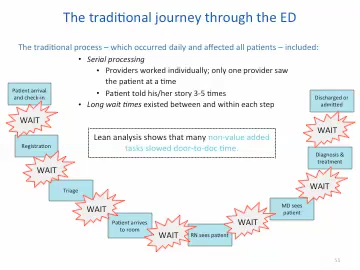 The traditional journey through the ED
The traditional process – which occurred daily and affected all patients – included:
• Serial processing
• Providers worked individually; only one provider saw
the patient at a time
• Patient told his/her story 3-5 times
• Long wait times existed between and within each step
Patient arrival
and check-in
WAIT
Registration
WAIT
Triage
WAIT
Patient arrives
to room
WAIT
RN sees patient
WAIT
MD sees
patient
WAIT
Diagnosis &
treatment
WAIT
Discharged or
admitted
Lean analysis shows that many non-value added
tasks slowed door-to-doc time.